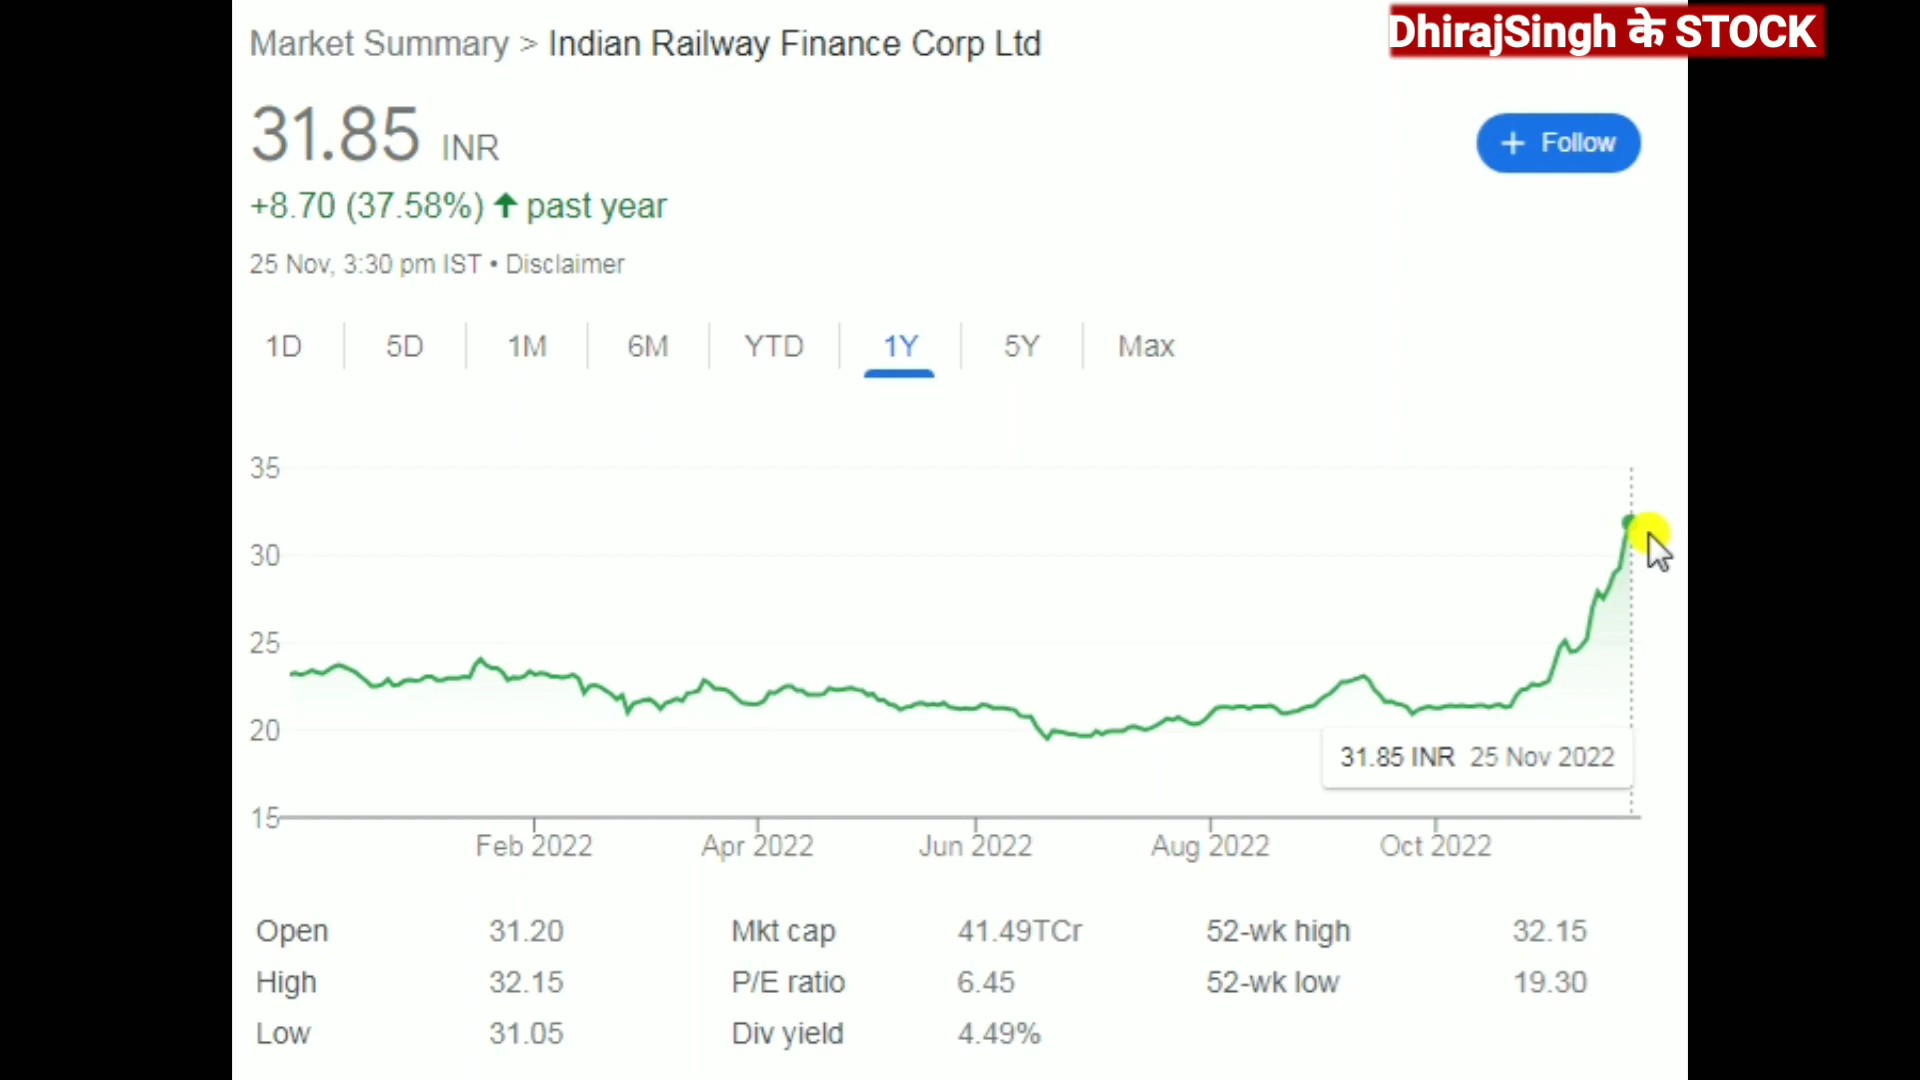 DhirajSingh के STOCK
Market Summary > Indian Railway Finance Corp Ltd
31.85 INR
+ Follow
+8.70 (37.58%) ↑ past year
25 Nov, 3:30 pm IST • Disclaimer
1D 5D 1M 6M YTD 1Y 5Y Max
35
30
25
20
31.85 INR 25 Nov 2022
15
Feb 2022 Apr 2022 Jun 2022 Aug 2022 Oct 2022
Open 31.20 Mkt cap 41.49TCr 52-wk high 32.15
High 32.15 P/E ratio 6.45 52-wk low 19.30
Low 31.05 Div yield 4.49%